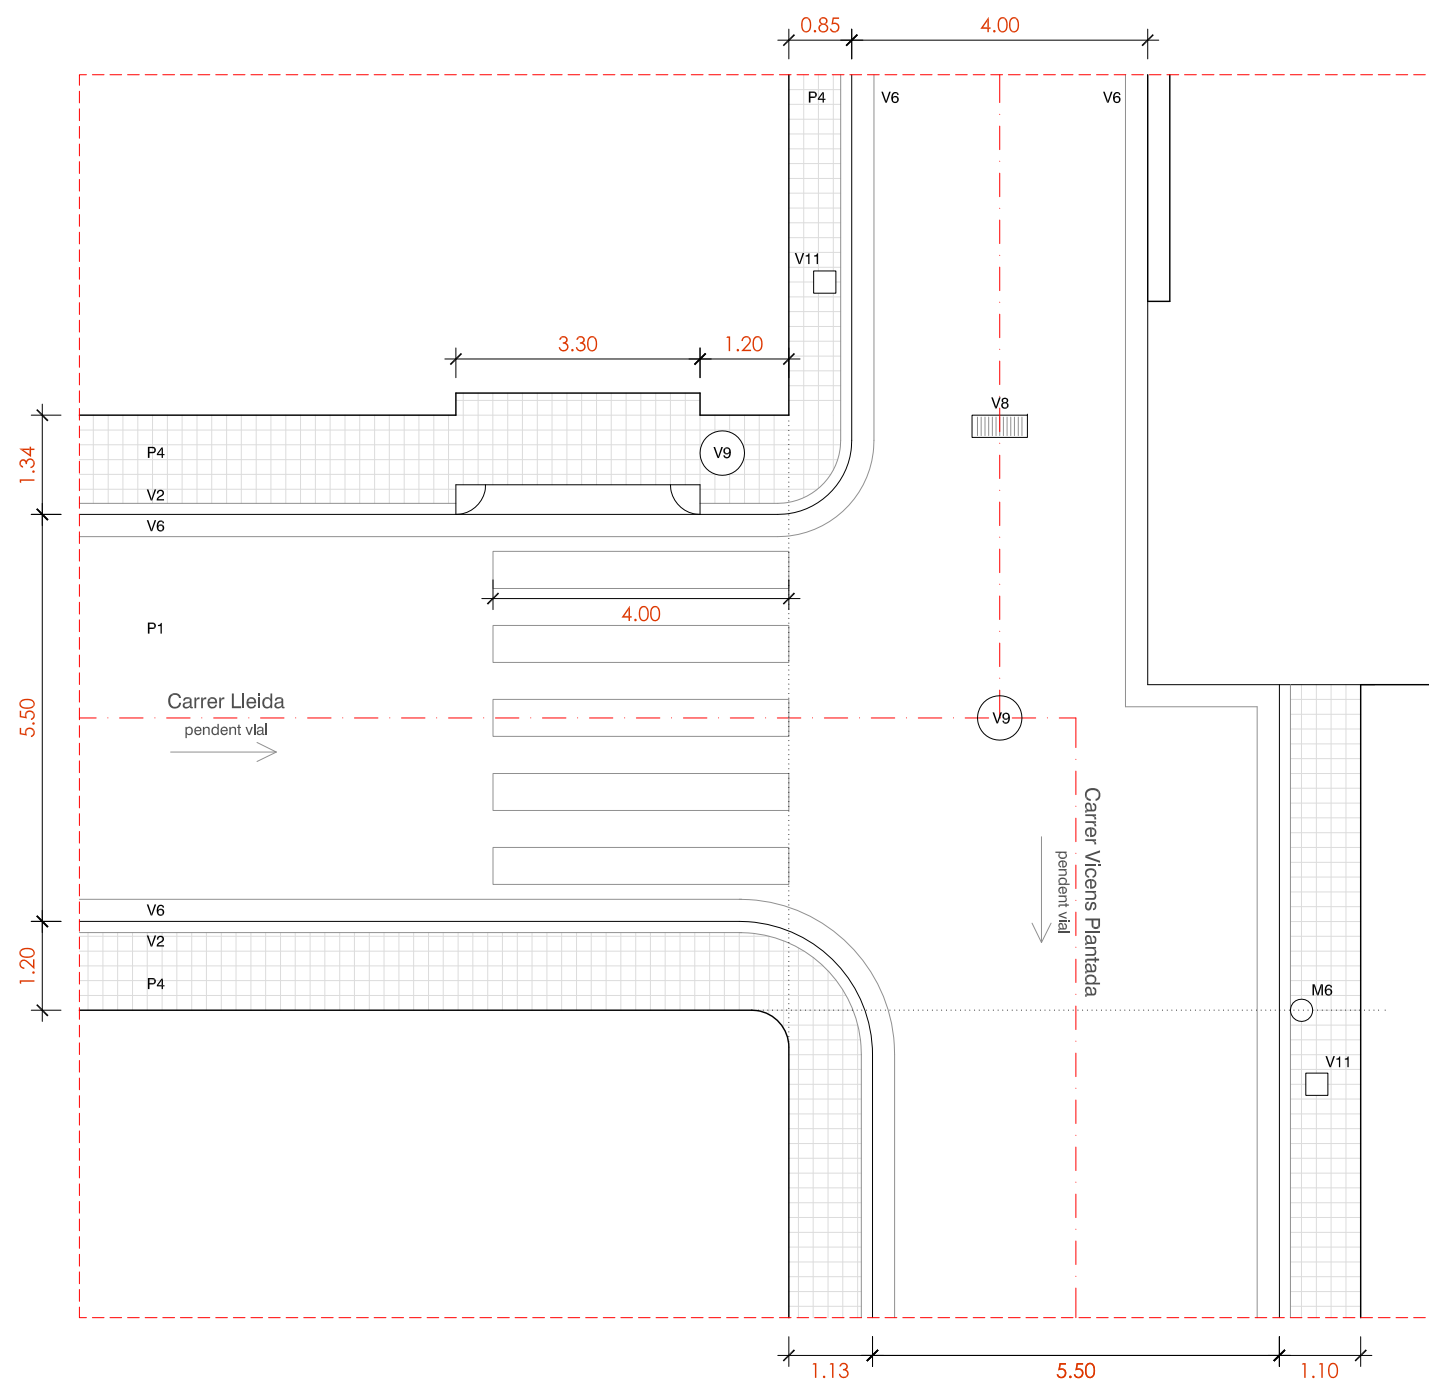 0.85
4.00
P4
V6
V6
V11
3.30
1.20
V8
1.34
P4
V9
V2
V6
4.00
P1
Carrer Lleida
pendent vial
5.50
V9
Carrer Vicens Plantada
pendent vial
V6
V2
1.20
P4
M6
V11
1.13
5.50
1.10